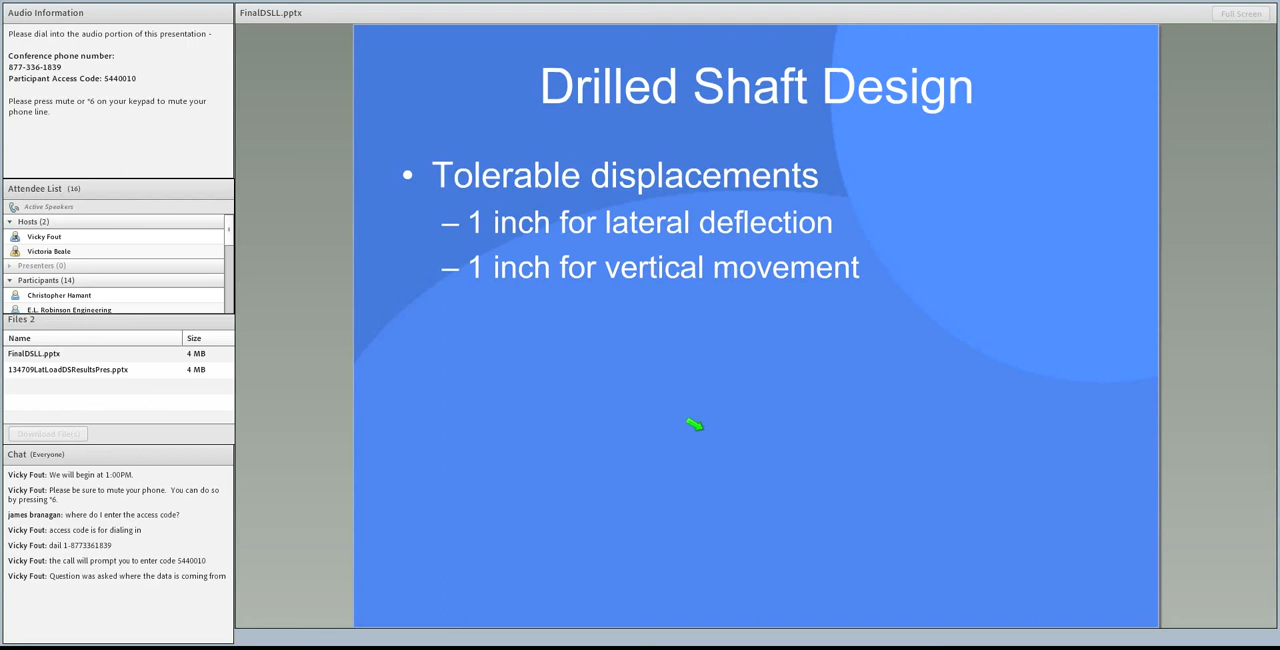 Audio Information
Please dial into the audio portion of this presentation -
Conference phone number:
877-336-1839
Participant Access Code: 5440010
Please press mute or *6 on your keypad to mute your
phone line.
Attendee List (16)
Active Speakers
Hosts (2)
Vicky Fout
Victoria Beale
Presenters (0)
Participants (14)
Christopher Hamant
E.L. Robinson Engineering
Files 2
Name Size
FinalDSLL.pptx 4 MB
134709LatLoadDSResultsPres.pptx 4 MB
Download File(s)
Chat (Everyone)
Vicky Fout: We will begin at 1:00PM.
Vicky Fout: Please be sure to mute your phone. You can do so
by pressing *6.
james branagan: where do I enter the access code?
Vicky Fout: access code is for dialing in
Vicky Fout: dail 1-8773361839
Vicky Fout: the call will prompt you to enter code 5440010
Vicky Fout: Question was asked where the data is coming from
FinalDSLL.pptx
Full Screen
Drilled Shaft Design
• Tolerable displacements
– 1 inch for lateral deflection
– 1 inch for vertical movement